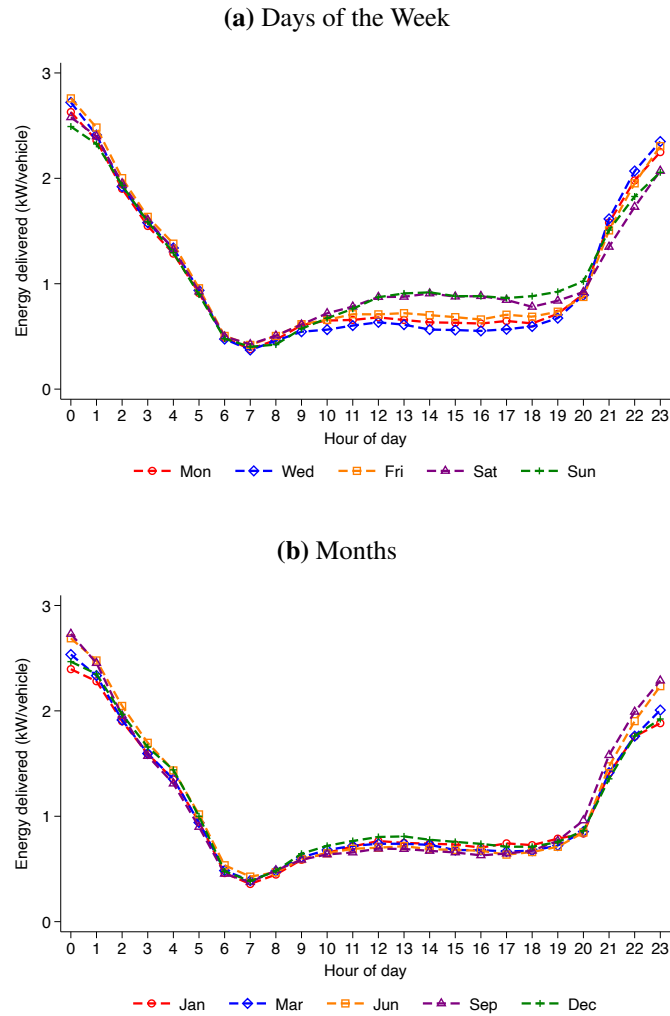 (a) Days of the Week
3
2
1
0
Energy delivered (kW/vehicle)
0 1 2 3 4 5 6 7 8 9 10 11 12 13 14 15 16 17 18 19 20 21 22 23
Hour of day
Mon Wed Fri Sat Sun
(b) Months
3
2
1
0
Energy delivered (kW/vehicle)
0 1 2 3 4 5 6 7 8 9 10 11 12 13 14 15 16 17 18 19 20 21 22 23
Hour of day
Jan Mar Jun Sep Dec